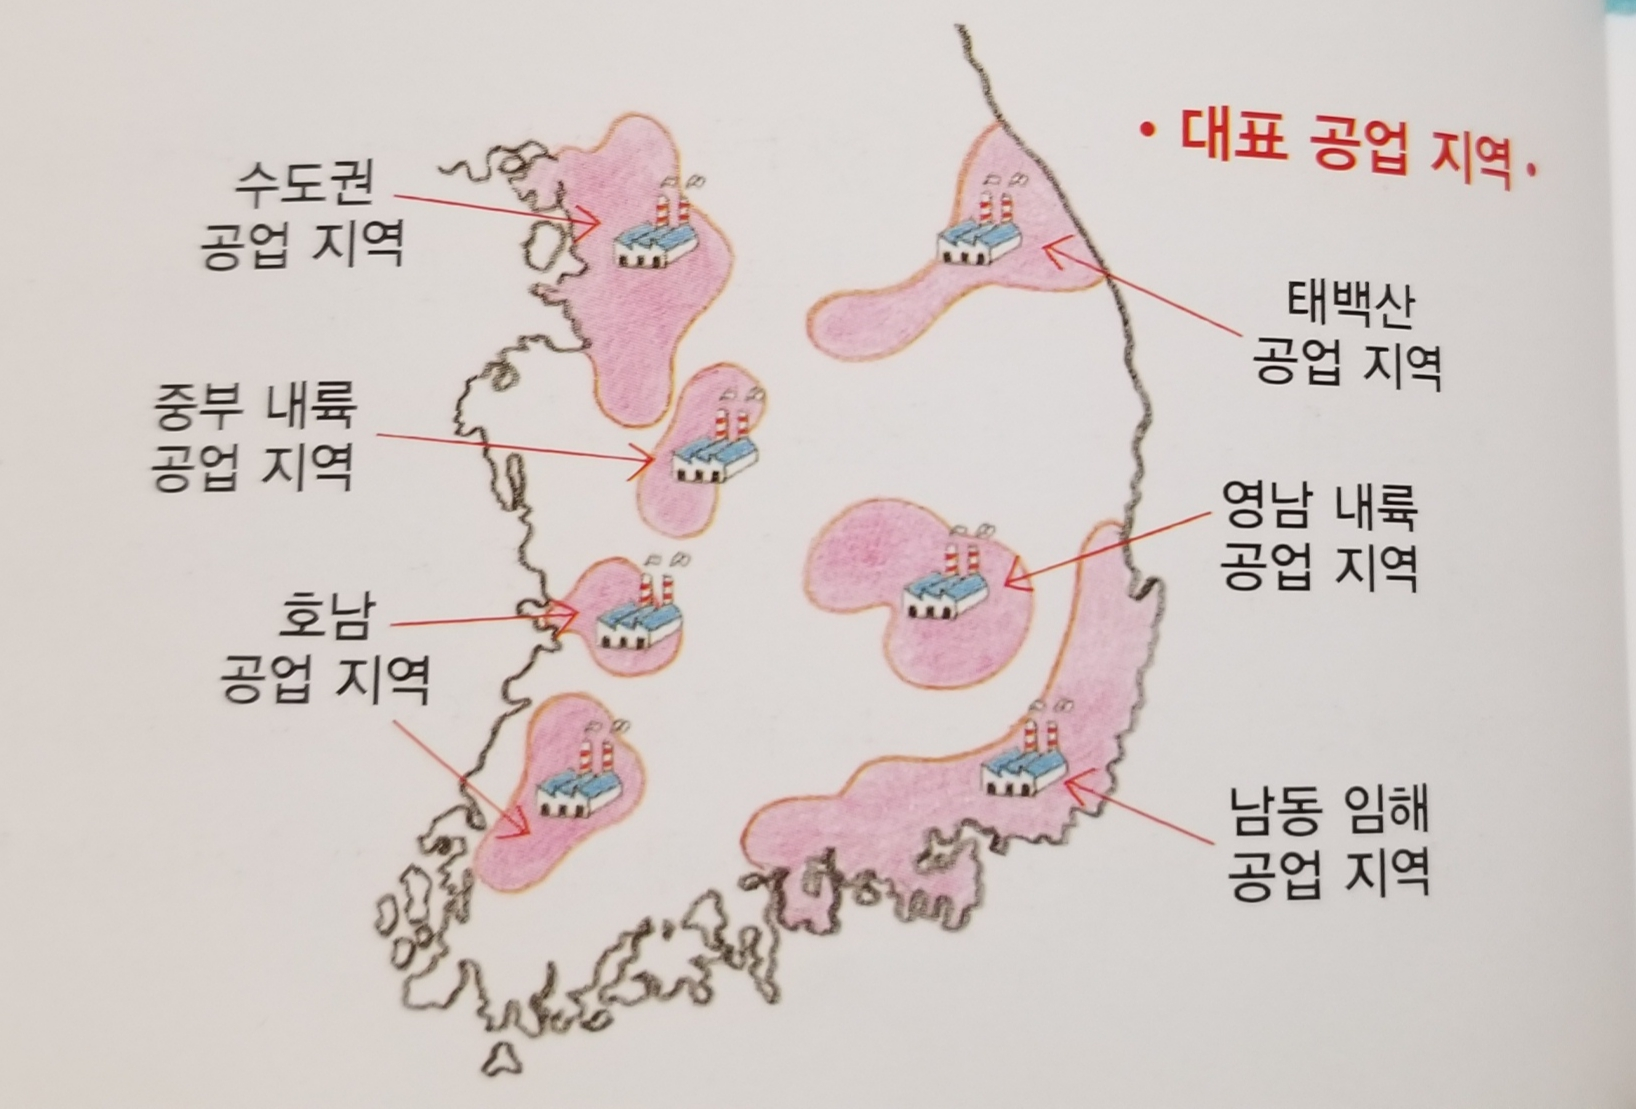 • 대표 공업 지역 •
수도권
공업 지역
태백산
공업 지역
중부 내륙
공업 지역
영남 내륙
공업 지역
호남
공업 지역
남동 임해
공업 지역